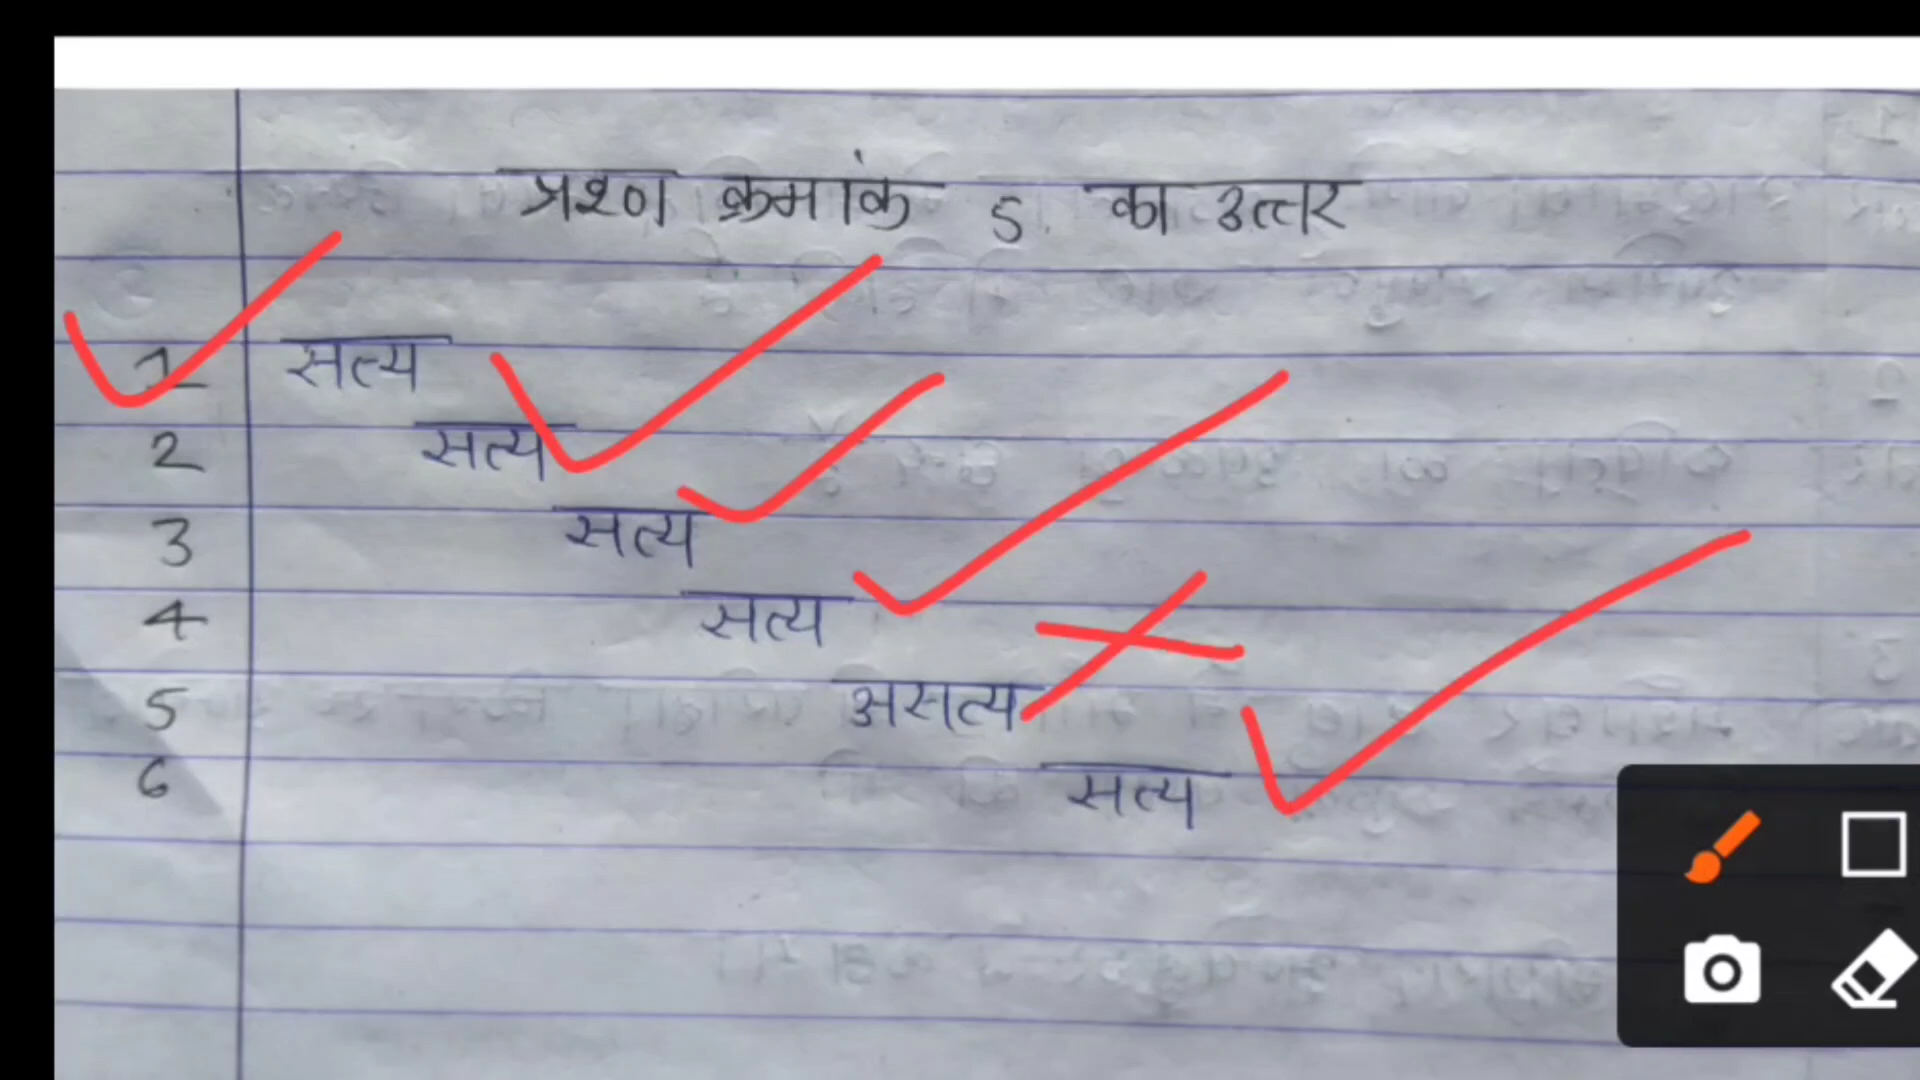 प्रश्ण क्रमांक 5 का उत्तर
1 सत्य
2 सत्य
3 सत्य
4 सत्य
5 असत्य
6 सत्य